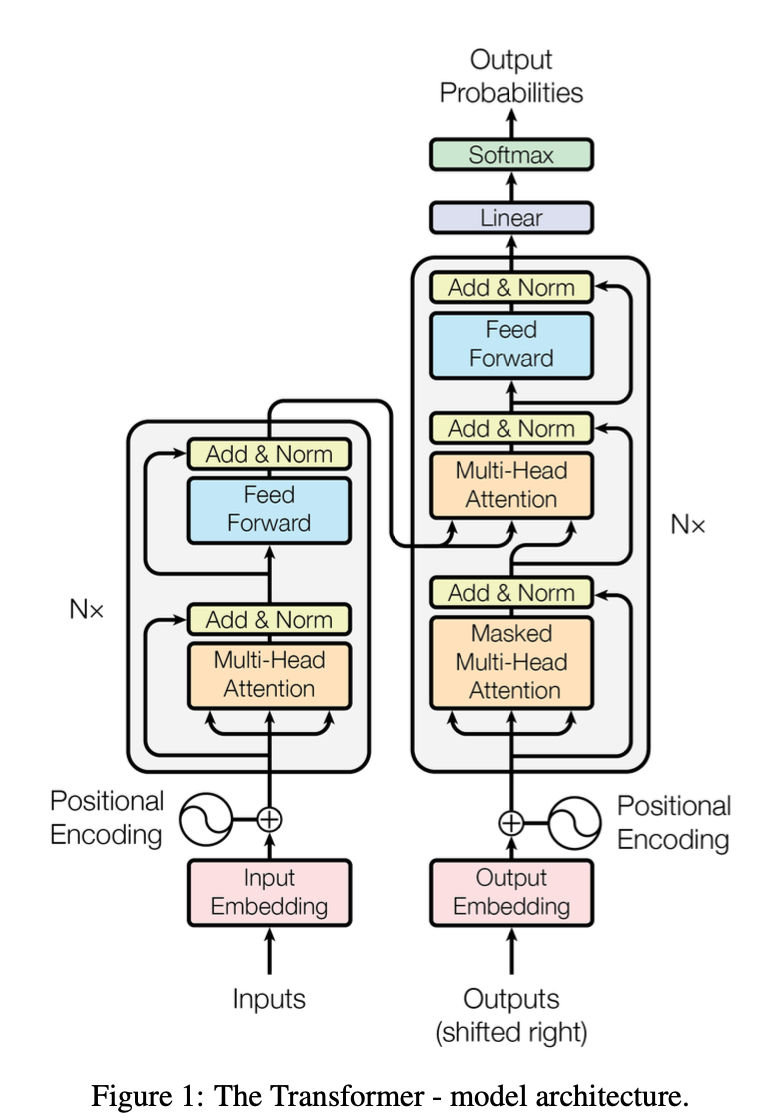 Output
Probabilities
Softmax
Linear
Add & Norm
Feed
Forward
Add & Norm
Multi-Head
Attention
Add & Norm
Masked
Multi-Head
Attention
N×
Add & Norm
Feed
Forward
Add & Norm
Multi-Head
Attention
N×
Positional
Encoding
Positional
Encoding
Input
Embedding
Output
Embedding
Inputs
Outputs
(shifted right)
Figure 1: The Transformer - model architecture.